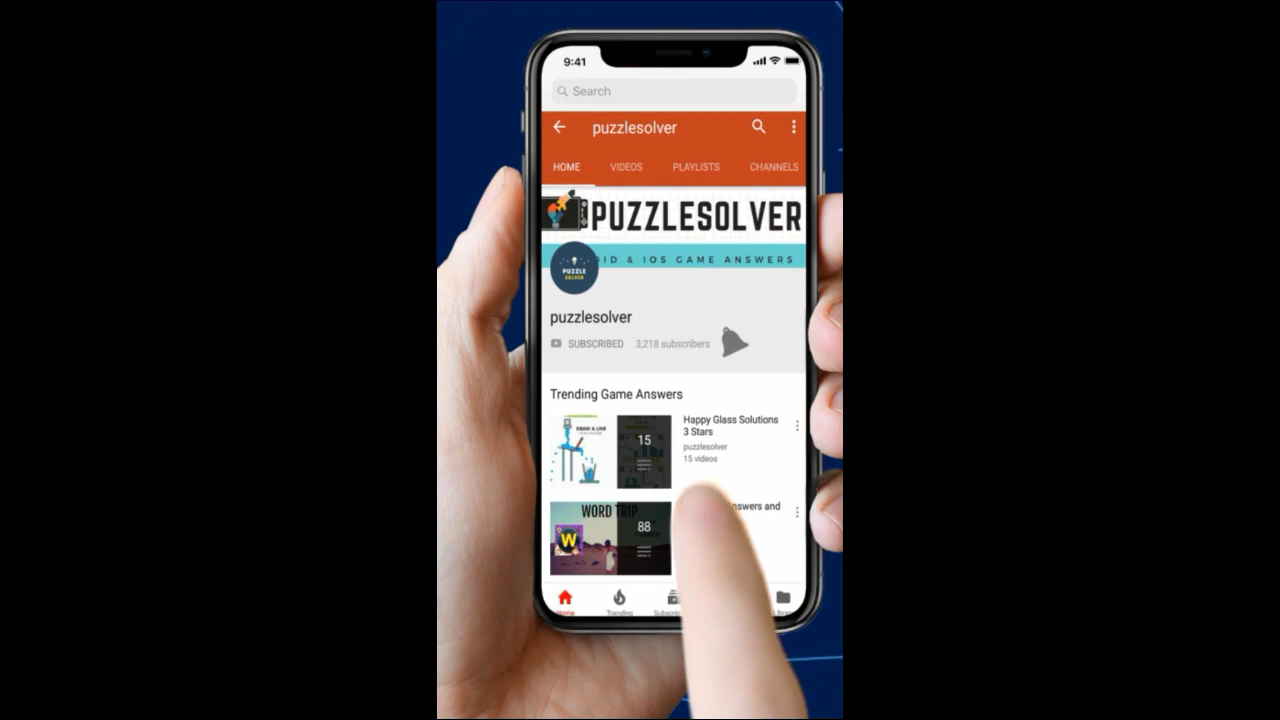 9:41
Search
puzzlesolver
HOME VIDEOS PLAYLISTS CHANNELS
PUZZLESOLVER
ID & IOS GAME ANSWERS
PUZZLE
SOLVER
puzzlesolver
SUBSCRIBED 3,218 subscribers
Trending Game Answers
DRAW A LINE
15
Happy Glass Solutions
3 Stars
puzzlesolver
15 videos
WORD TRIP
W
88
nswers and
Home Trending Subscrip Librar